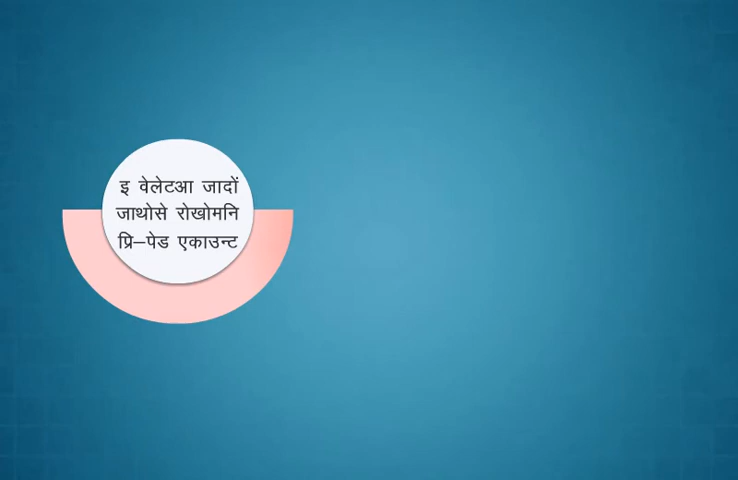 इ वेलेटआ जादों
जाथोसे रोखोमनि
प्रि–पेड एकाउन्ट